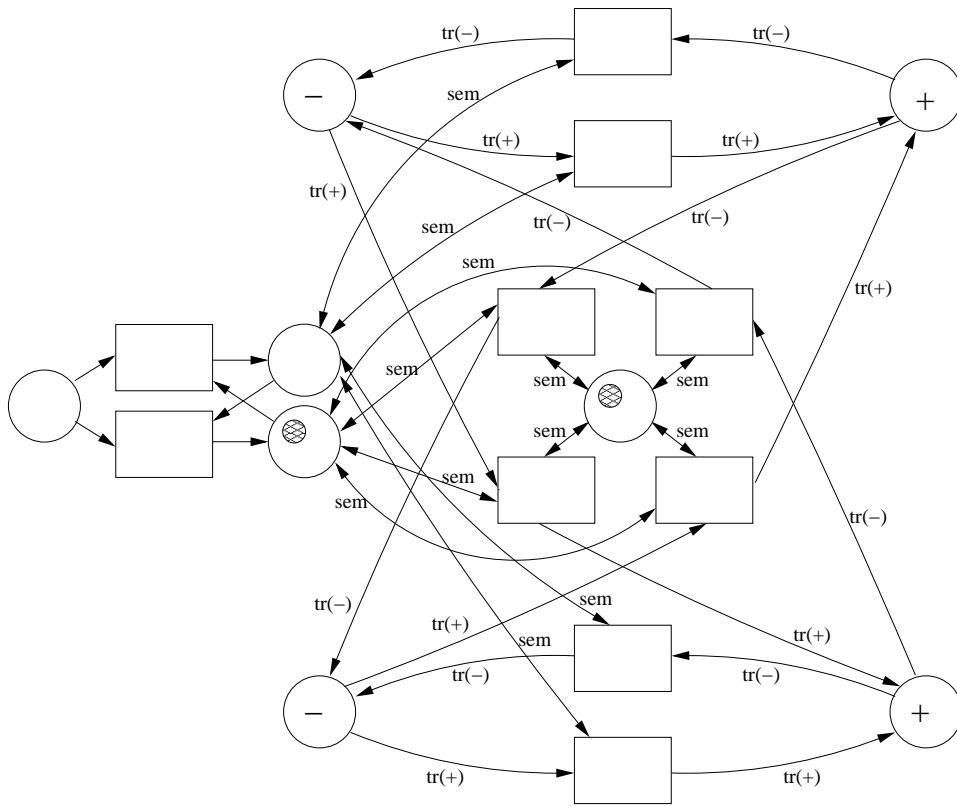 tr(−) tr(−)
− sem +
tr(+) tr(+)
tr(+) tr(−) tr(−)
sem
sem
tr(+)
sem
sem sem
sem sem
sem
sem
tr(−)
tr(−) sem
tr(+) tr(+)
sem
tr(−) tr(−)
− +
tr(+) tr(+)